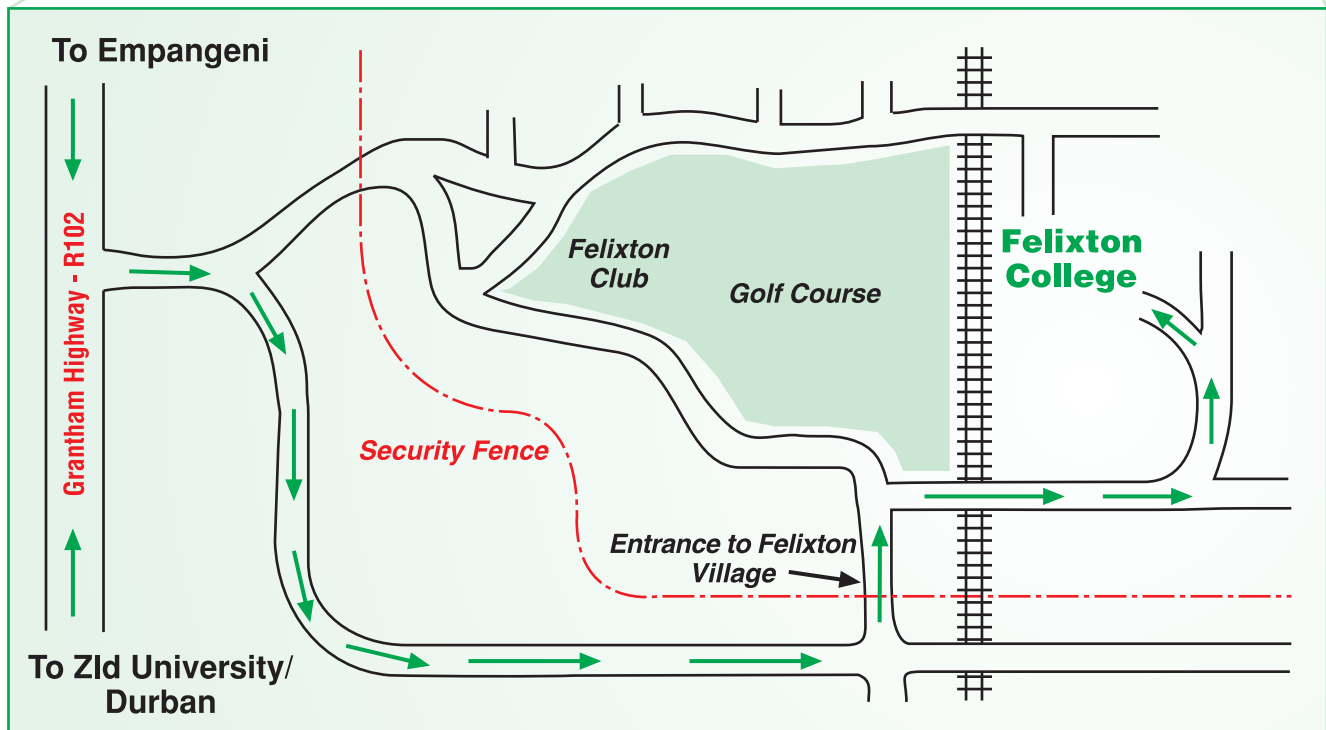 To Empangeni
Grantham Highway - R102
Felixton
Club
Golf Course
Felixton
College
Security Fence
Entrance to Felixton
Village
To Zld University/
Durban